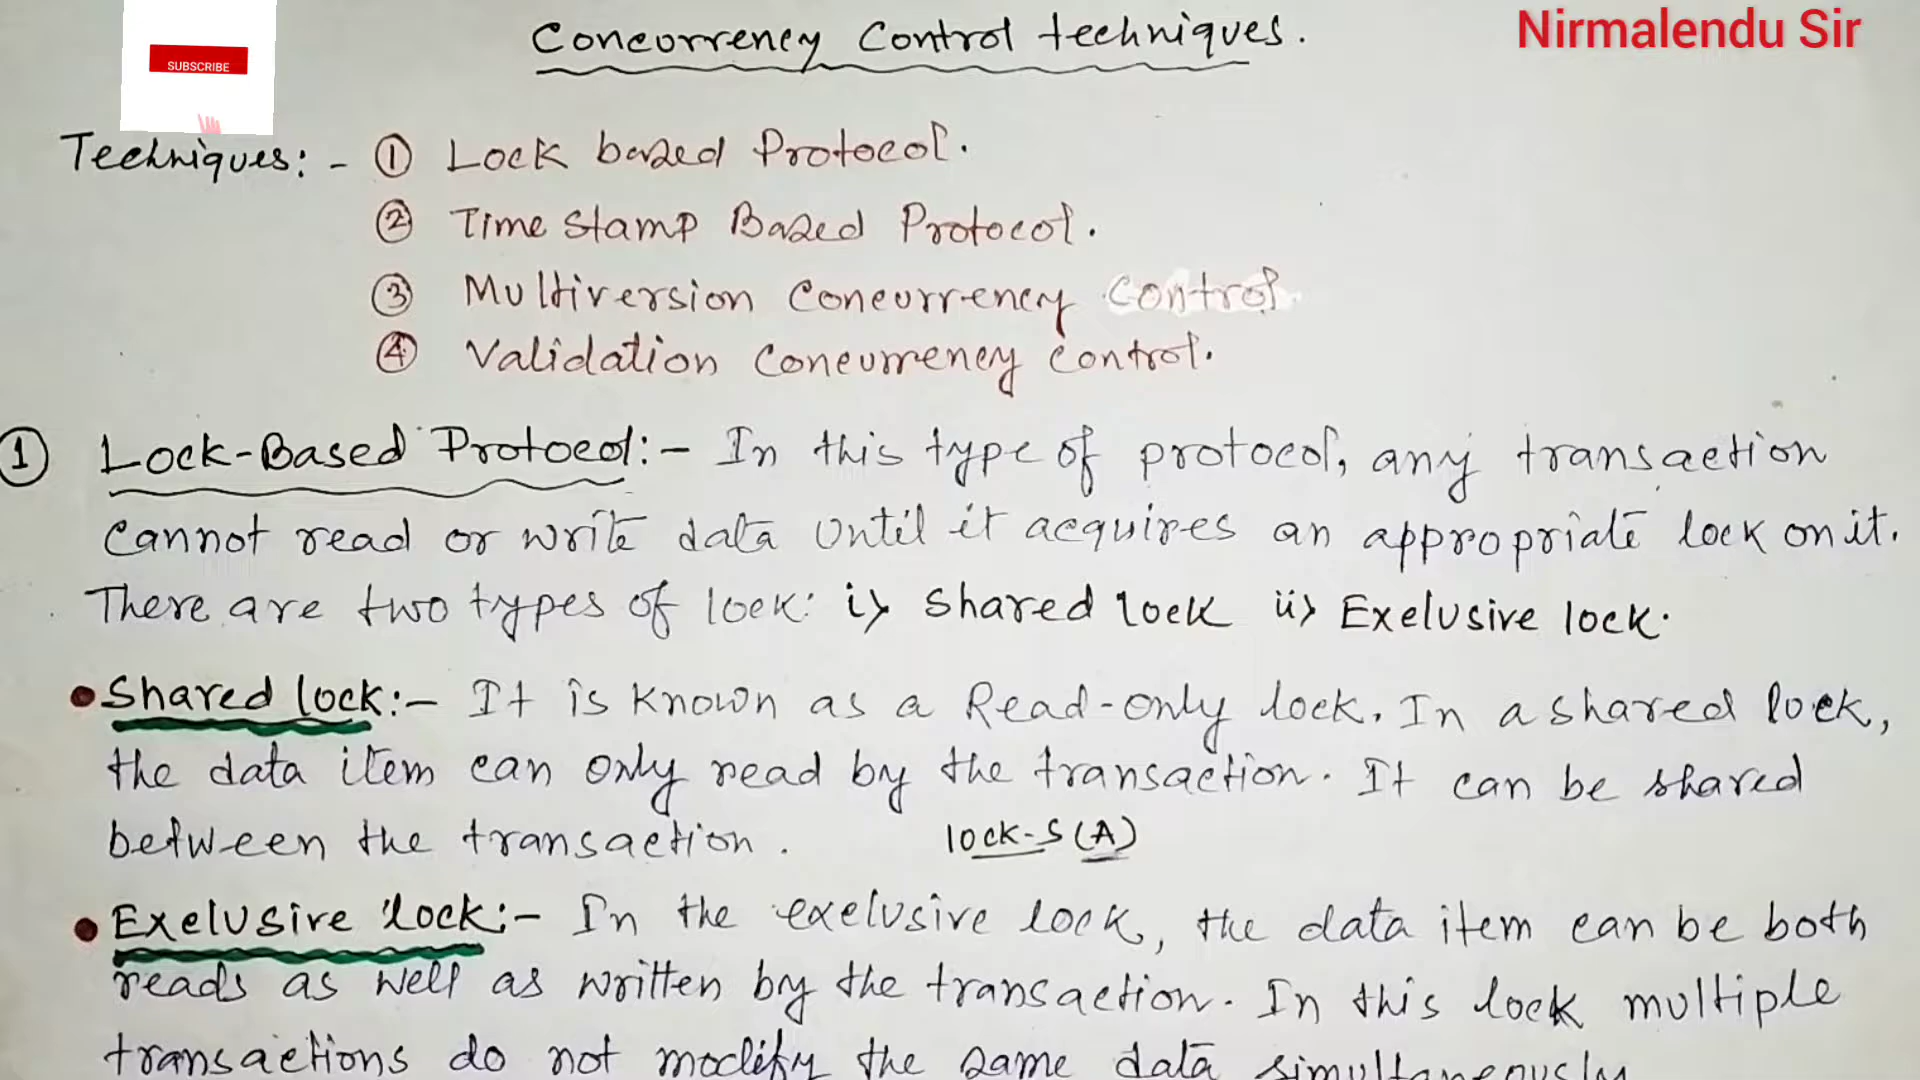 SUBSCRIBE
Concurrency Control techniques.
Nirmalendu Sir
Techniques: - ① Lock based Protocol.
② Time Stamp Based Protocol.
③ Multiversion Concurrency Control
④ Validation Concurrency Control.
① Lock-Based Protocol:- In this type of protocol, any transaction
cannot read or write data until it acquires an appropriate lock on it.
There are two types of lock: i> Shared lock ii> Exclusive lock.
• Shared lock:- It is known as a Read-only lock. In a shared lock,
the data item can only read by the transaction. It can be shared
between the transaction. lock-S(A)
• Exclusive lock:- In the exclusive lock, the data item can be both
reads as well as written by the transaction. In this lock multiple
transactions do not modify the same data simultaneously